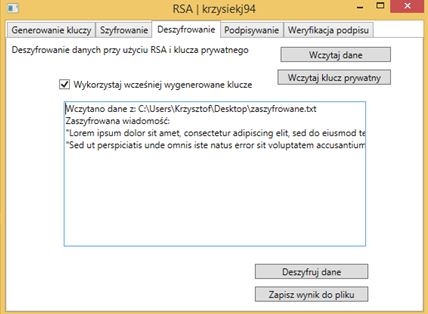 RSA | krzysiekj94
Generowanie kluczy Szyfrowanie Deszyfrowanie Podpisywanie Weryfikacja podpisu
Deszyfrowanie danych przy użyciu RSA i klucza prywatnego
Wczytaj dane
Wczytaj klucz prywatny
Wykorzystaj wcześniej wygenerowane klucze
Wczytano dane z: C:\Users\Krzysztof\Desktop\zaszyfrowane.txt
Zaszyfrowana wiadomość:
"Lorem ipsum dolor sit amet, consectetur adipiscing elit, sed do eiusmod te
"Sed ut perspiciatis unde omnis iste natus error sit voluptatem accusantium
Deszyfruj dane
Zapisz wynik do pliku